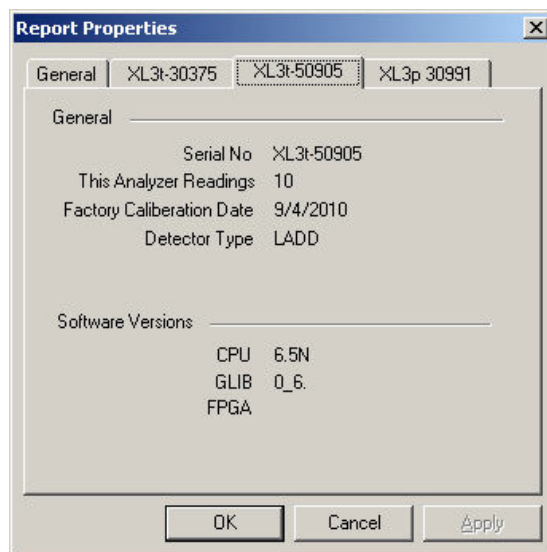 Report Properties
General XL3t-30375 XL3t-50905 XL3p 30991
General
Serial No XL3t-50905
This Analyzer Readings 10
Factory Caliberation Date 9/4/2010
Detector Type LADD
Software Versions
CPU 6.5N
GLIB 0_6.
FPGA
OK Cancel Apply